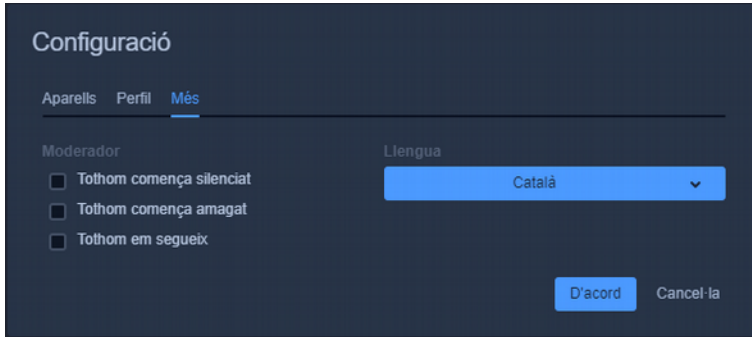 Configuració
Aparells Perfil Més
Moderador
Tothom comença silenciat
Tothom comença amagat
Tothom em segueix
Llengua
Català
D'acord Cancel·la